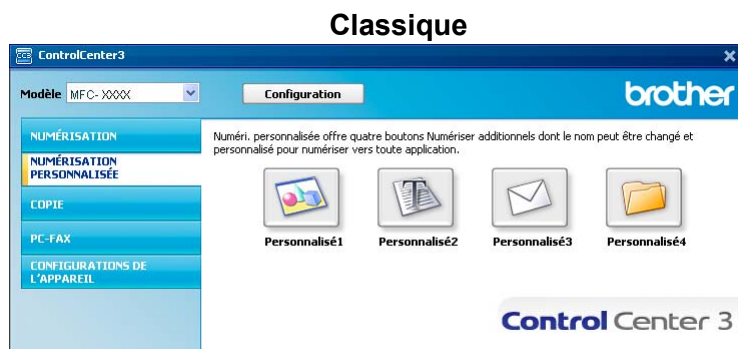 Classique
ControlCenter3
Modèle MFC-XXXX Configuration brother
NUMÉRISATION
NUMÉRISATION
PERSONNALISÉE
COPIE
PC-FAX
CONFIGURATIONS DE
L'APPAREIL
Numéri. personnalisée offre quatre boutons Numériser additionnels dont le nom peut être changé et
personnalisé pour numériser vers toute application.
Personnalisé1 Personnalisé2 Personnalisé3 Personnalisé4
Control Center 3